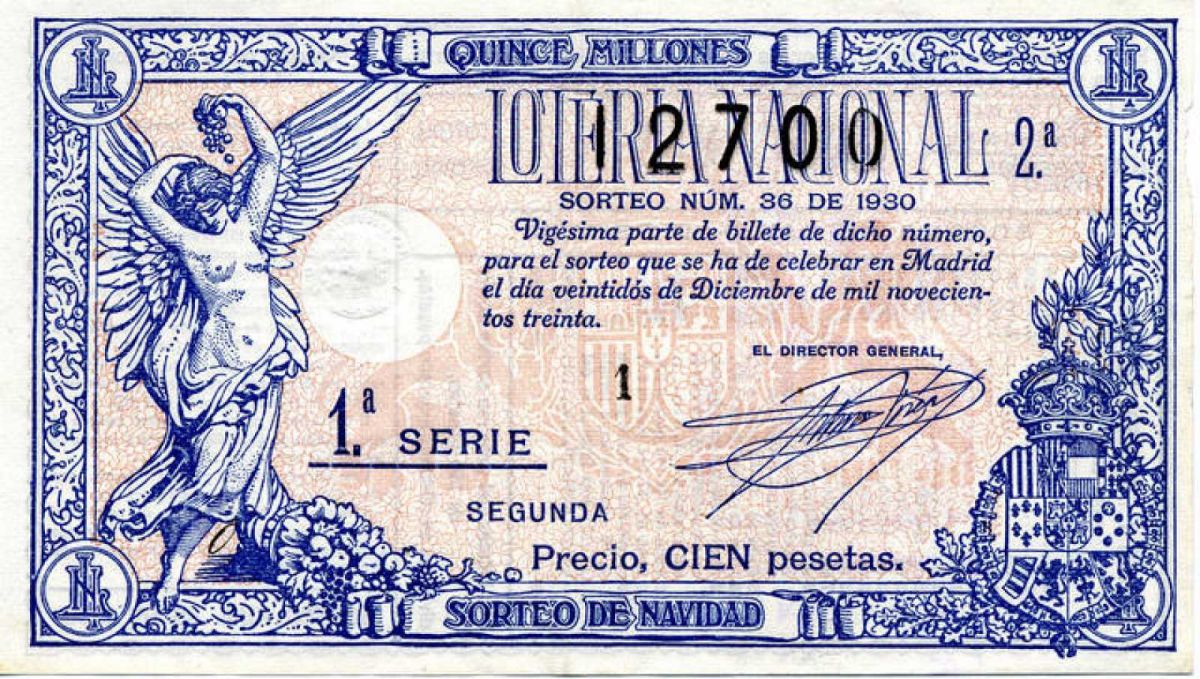 QUINCE MILLONES
LOTERIA NACIONAL
12700
2.ª
SORTEO NÚM. 36 DE 1930
Vigésima parte de billete de dicho número,
para el sorteo que se ha de celebrar en Madrid
el día veintidós de Diciembre de mil novecien-
tos treinta.
EL DIRECTOR GENERAL,
1
1.ª SERIE
SEGUNDA
Precio, CIEN pesetas.
SORTEO DE NAVIDAD